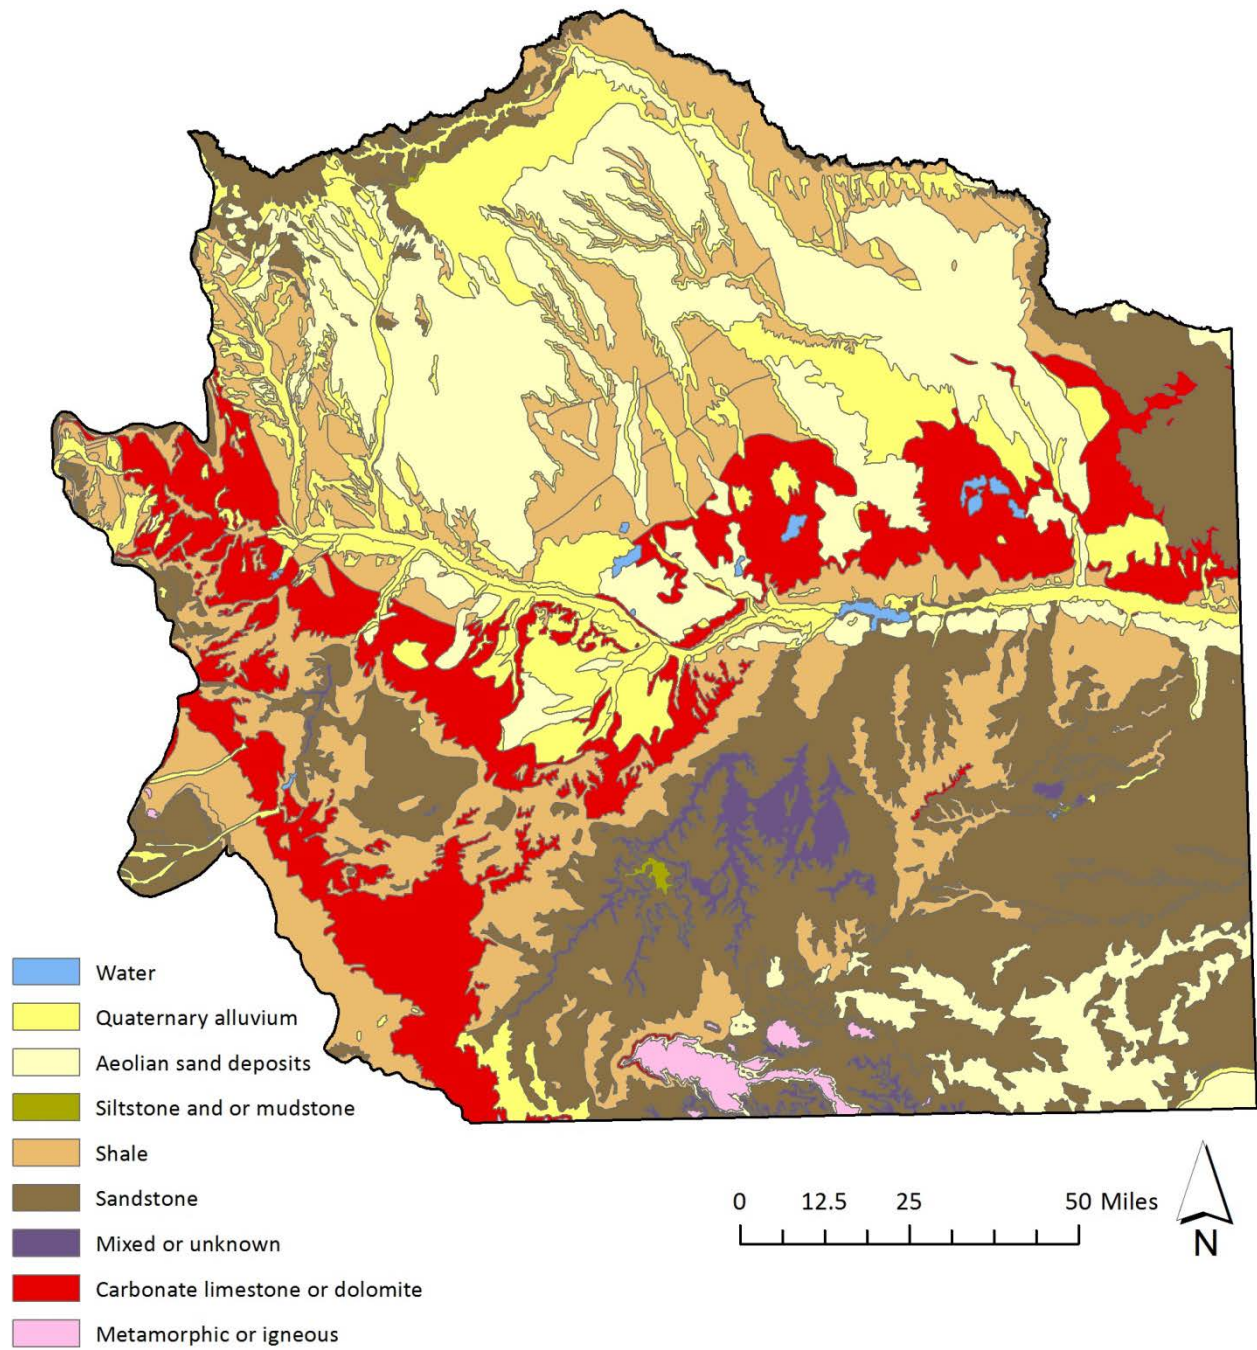 Water
Quaternary alluvium
Aeolian sand deposits
Siltstone and or mudstone
Shale
Sandstone
Mixed or unknown
Carbonate limestone or dolomite
Metamorphic or igneous
0 12.5 25 50 Miles
N